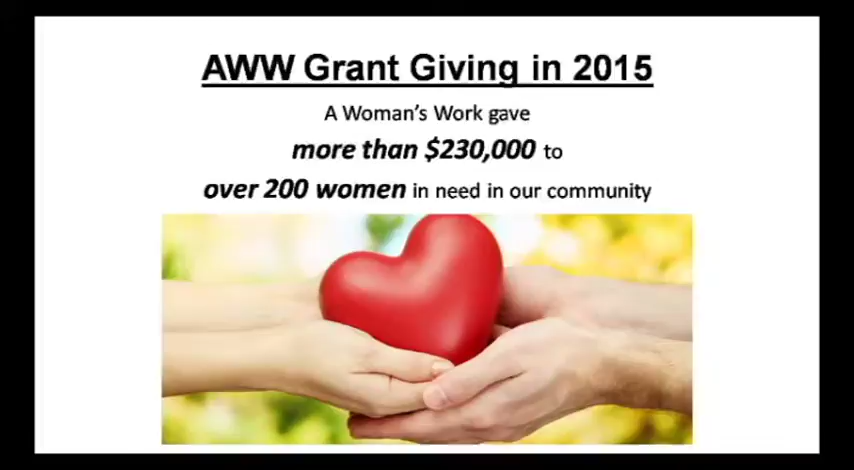 AWW Grant Giving in 2015
A Woman's Work gave
more than $230,000 to
over 200 women in need in our community